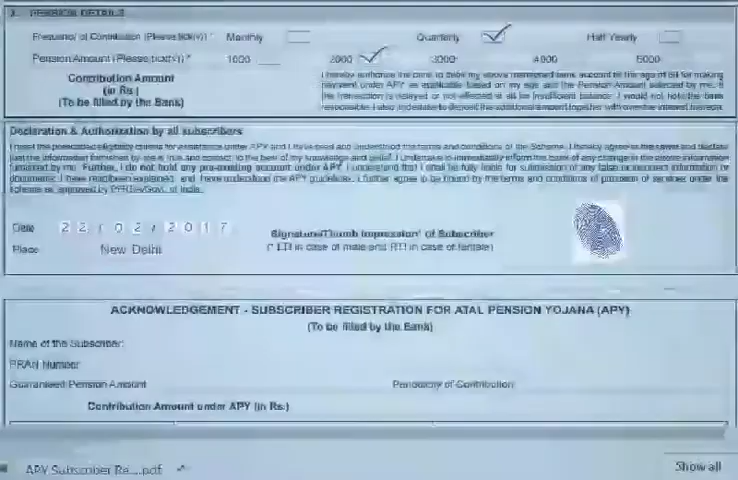 3. PENSION DETAILS
Frequency of Contribution (Please tick(√)) * Monthly Quarterly Half Yearly
Pension Amount (Please tick(√)) * 1000 2000 3000 4000 5000
Contribution Amount
(in Rs.)
(To be filled by the Bank)
I hereby authorize the bank to debit my above mentioned bank account till the age of 60 for making
payment under APY as applicable based on my age and the Pension Amount selected by me. If
the transaction is delayed or not effected at all for insufficient balance, I would not hold the bank
responsible. I also undertake to deposit the additional amount together with overdue interest thereon.
Declaration & Authorization by all subscribers
I meet the prescribed eligibility criteria for assistance under APY and I have read and understood the terms and conditions of the Scheme. I hereby agree to the same and declare
that the information furnished by me is true and correct, to the best of my knowledge and belief. I undertake to immediately inform the bank of any change in the above information
furnished by me. Further, I do not hold any pre-existing account under APY. I understand that I shall be fully liable for submission of any false or incorrect information or
documents. I have read/been explained and have understood the APY guidelines. I further agree to be bound by the terms and conditions of provision of services under the
scheme as approved by PFRDA/Govt. of India.
Date 22/02/2017
Signature/Thumb Impression* of Subscriber
Place New Delhi
(* LTI in case of male and RTI in case of female)
ACKNOWLEDGEMENT - SUBSCRIBER REGISTRATION FOR ATAL PENSION YOJANA (APY)
(To be filled by the Bank)
Name of the Subscriber:
PRAN Number
Guaranteed Pension Amount Periodicity of Contribution
Contribution Amount under APY (in Rs.)
APY Subscriber Re....pdf Show all